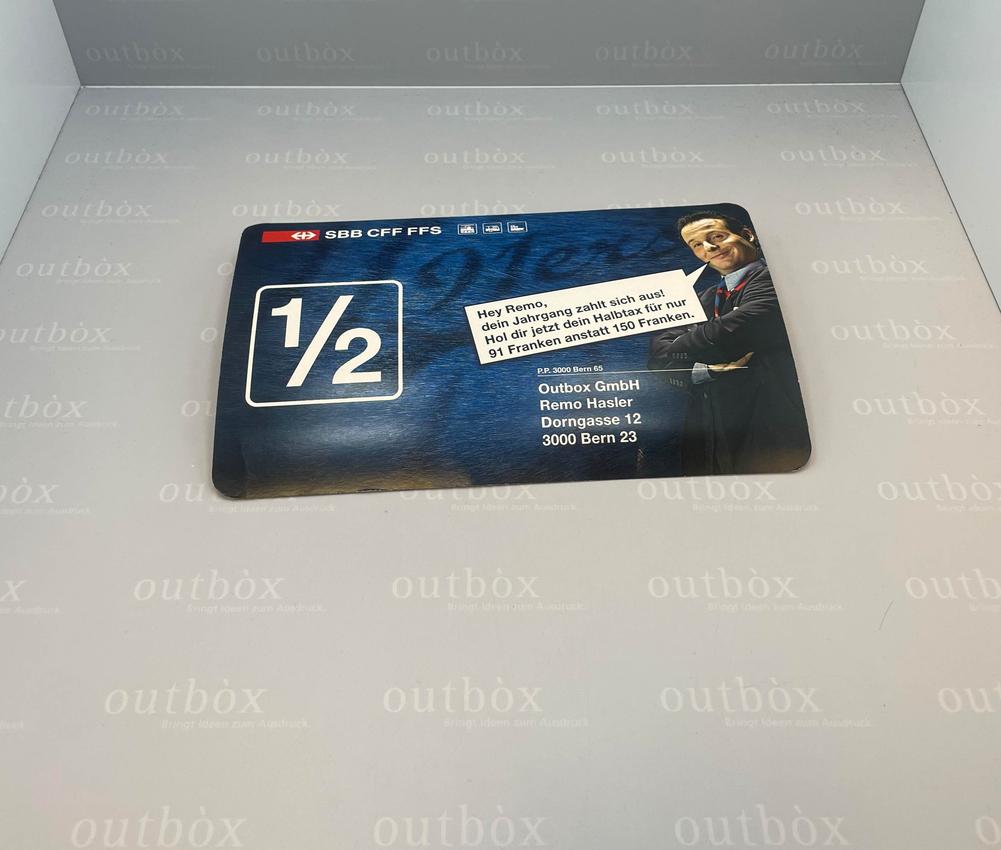 SBB CFF FFS
1/2
Hey Remo,
dein Jahrgang zahlt sich aus!
Hol dir jetzt dein Halbtax für nur
91 Franken anstatt 150 Franken.
P.P. 3000 Bern 65
Outbox GmbH
Remo Hasler
Dorngasse 12
3000 Bern 23
outbòx
Bringt Ideen zum Ausdruck.